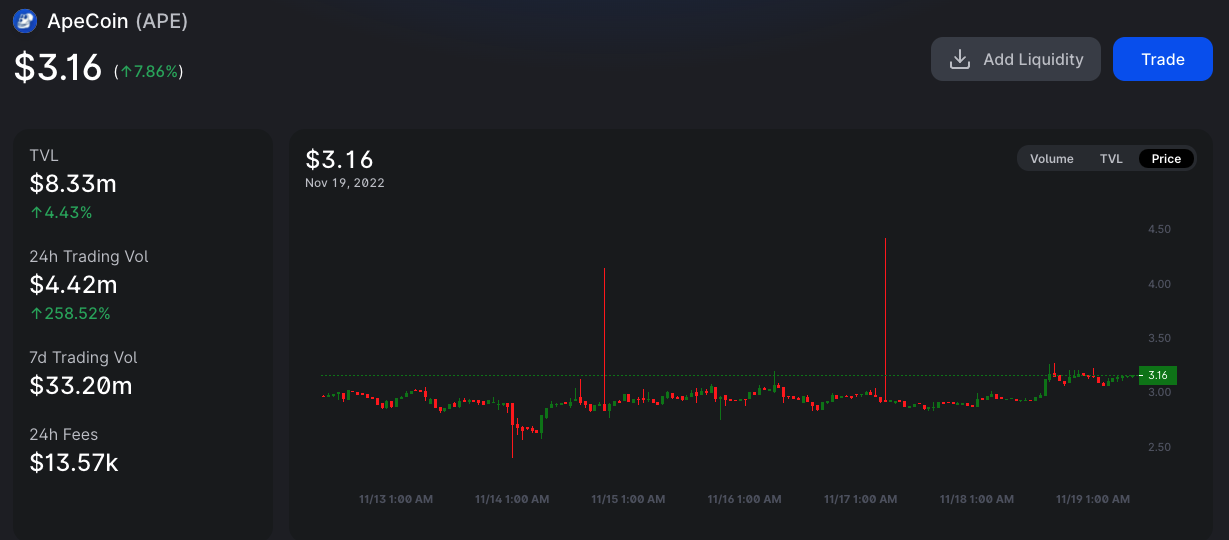 ApeCoin (APE)
$3.16 (↑7.86%)
Add Liquidity
Trade
TVL
$8.33m
↑4.43%
24h Trading Vol
$4.42m
↑258.52%
7d Trading Vol
$33.20m
24h Fees
$13.57k
$3.16
Nov 19, 2022
Volume TVL Price
4.50
4.00
3.50
3.16
3.00
2.50
11/13 1:00 AM 11/14 1:00 AM 11/15 1:00 AM 11/16 1:00 AM 11/17 1:00 AM 11/18 1:00 AM 11/19 1:00 AM